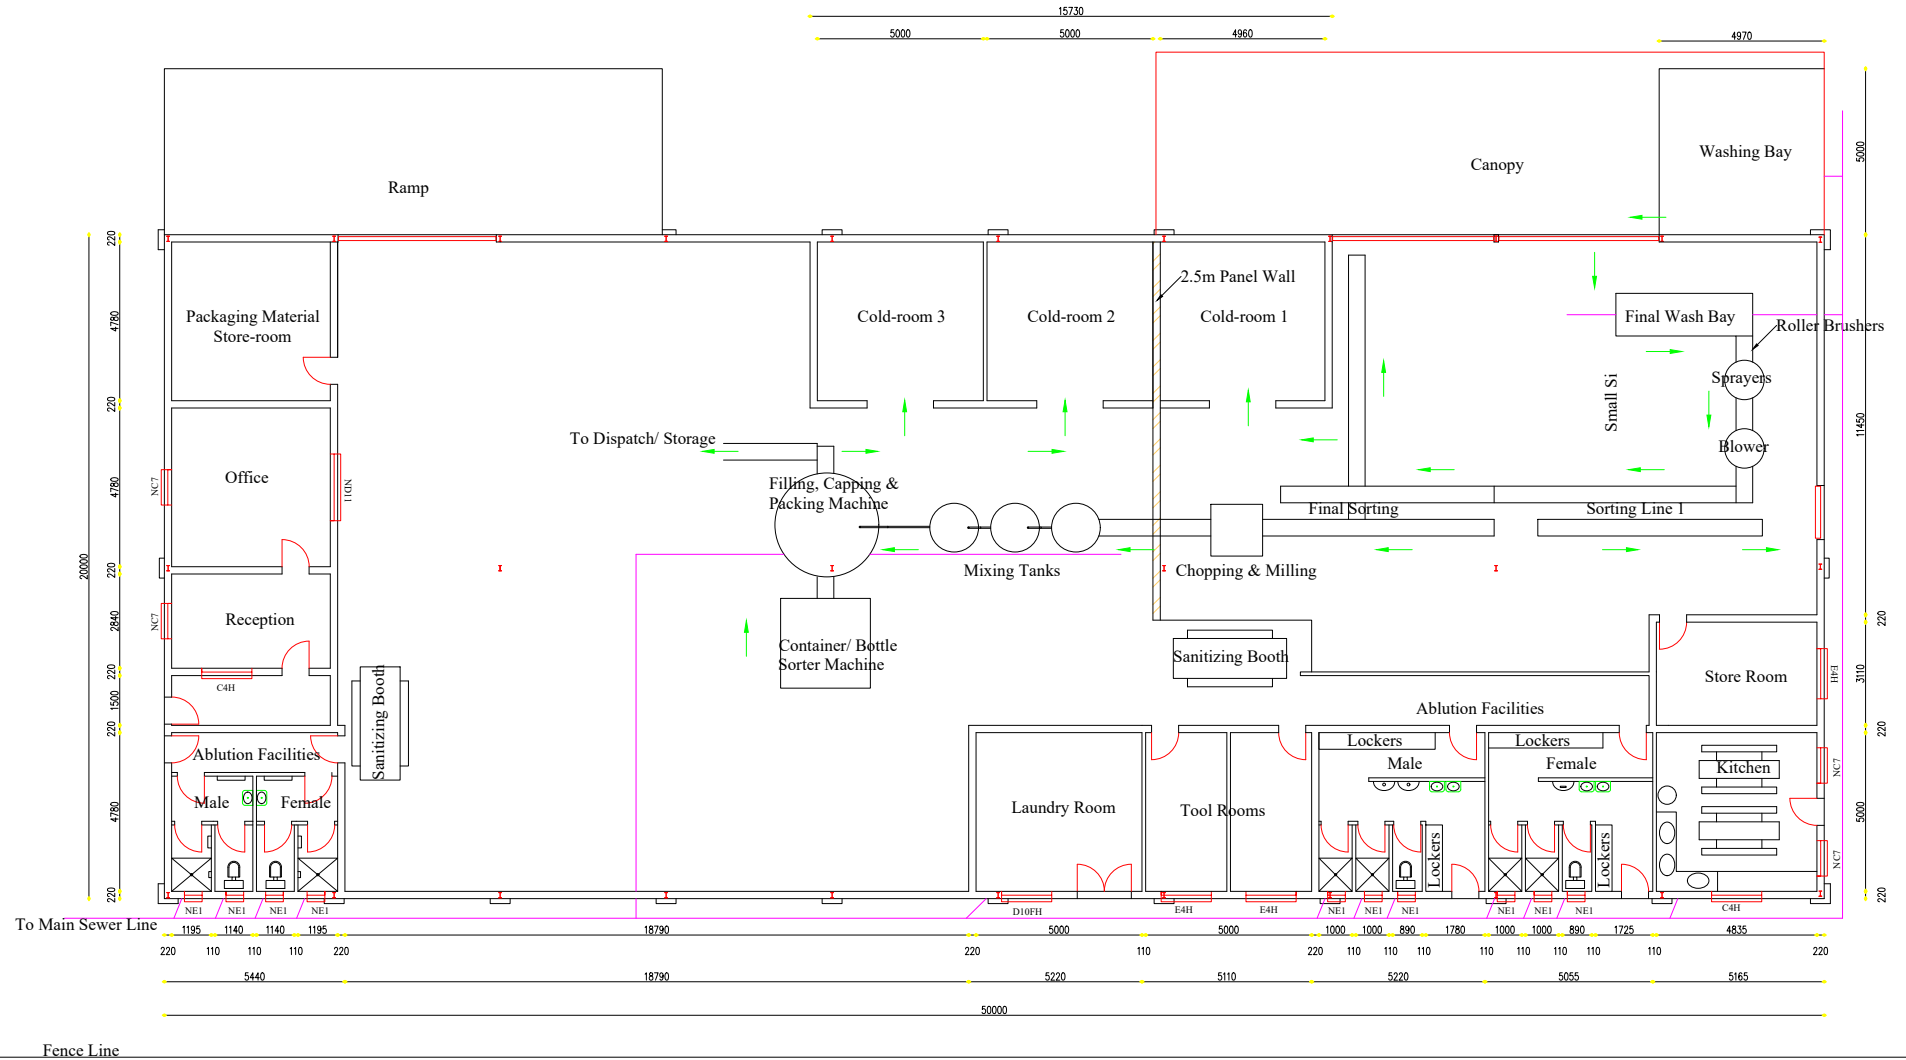 15730
5000
5000
4960
4970
Ramp
Canopy
Washing Bay
5000
220
4780
220
4780
220
2840
220
1500
220
4780
220
20000
Packaging Material
Store-room
Cold-room 3
Cold-room 2
Cold-room 1
2.5m Panel Wall
Final Wash Bay
Roller Brushers
Sprayers
Small Si
Blower
11450
To Dispatch/ Storage
Office
NC7
ND11
Filling, Capping &
Packing Machine
Final Sorting
Sorting Line 1
Mixing Tanks
Chopping & Milling
Reception
NC7
C4H
Container/ Bottle
Sorter Machine
Sanitizing Booth
Sanitizing Booth
Store Room
E4H
220
3110
220
Ablution Facilities
Ablution Facilities
Lockers
Lockers
Male
Female
Kitchen
NC7
Male
Female
Laundry Room
Tool Rooms
Lockers
Lockers
5000
NC7
220
NE1
NE1
NE1
NE1
D10FH
E4H
E4H
NE1
NE1
NE1
NE1
NE1
NE1
C4H
To Main Sewer Line
1195
1140
1140
1195
18790
5000
5000
1000
1000
890
1780
1000
1000
890
1725
4835
220
110
110
110
220
220
110
220
110
110
110
110
110
110
110
110
220
5440
18790
5220
5110
5220
5055
5165
50000
Fence Line